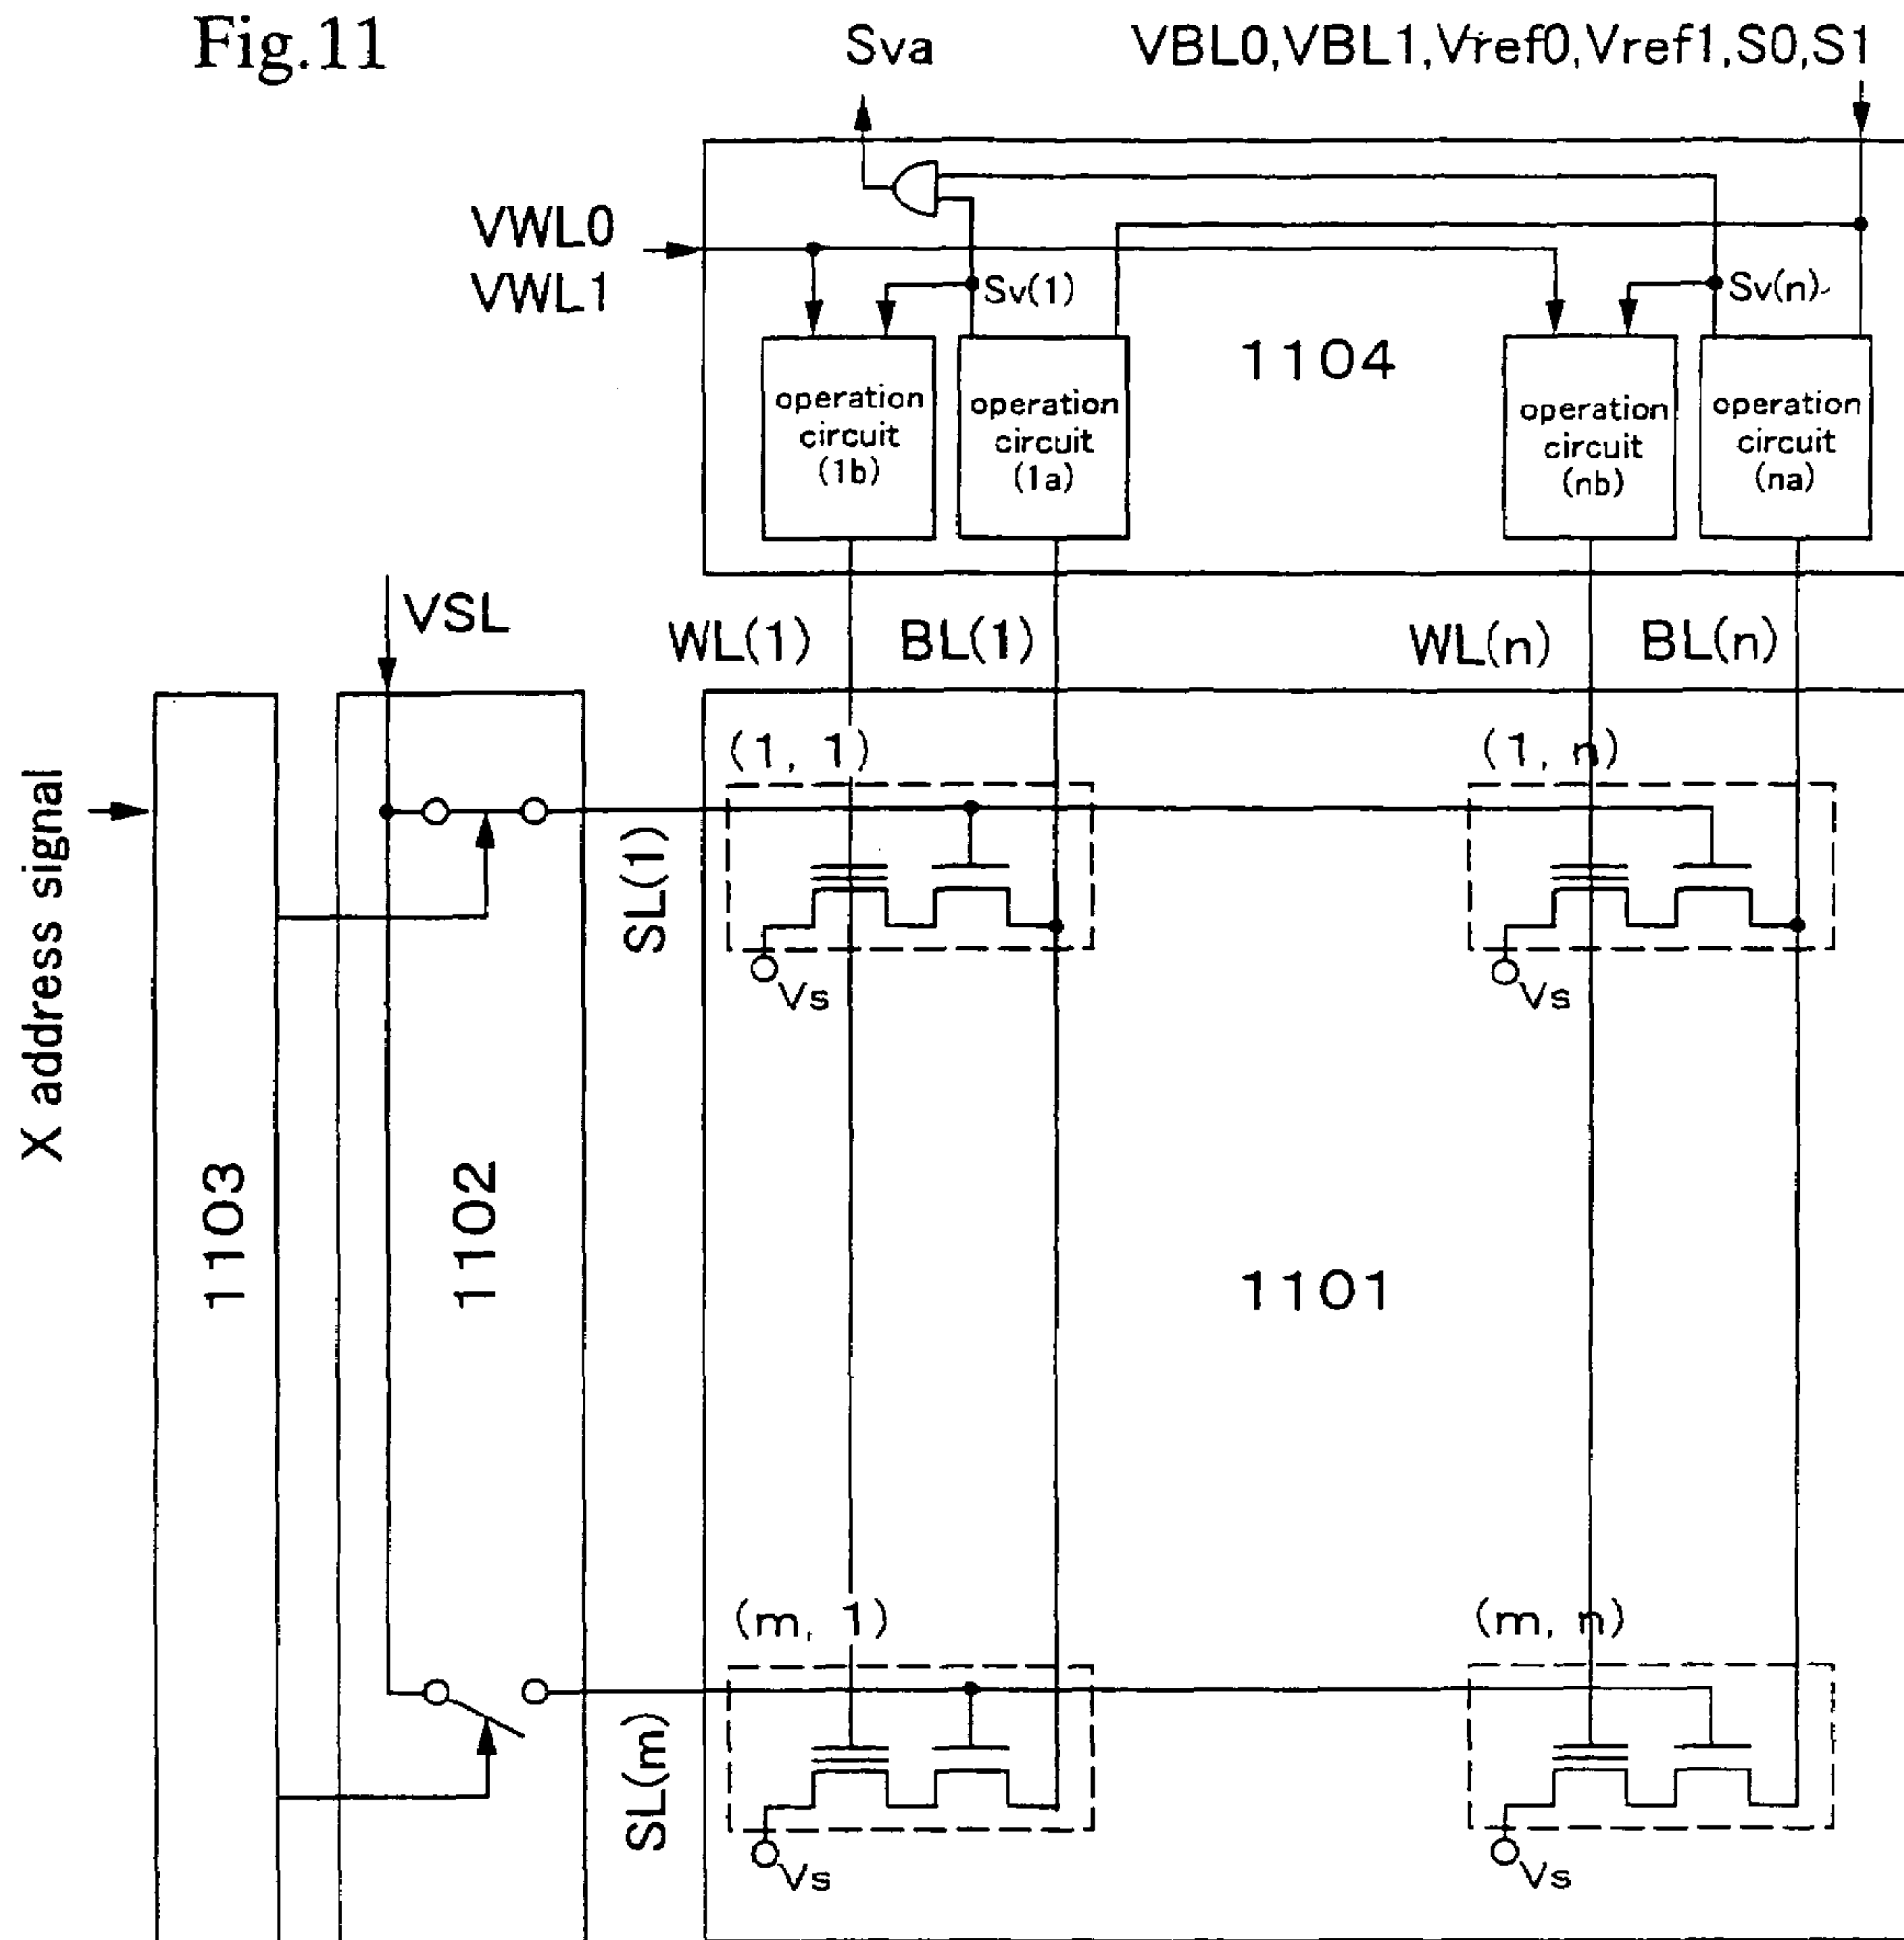 Fig.11
Sva
VBL0,VBL1,Vref0,Vref1,S0,S1
VWL0
VWL1
Sv(1)
Sv(n)
1104
operation
circuit
(1b)
operation
circuit
(1a)
operation
circuit
(nb)
operation
circuit
(na)
VSL
WL(1)
BL(1)
WL(n)
BL(n)
X address signal
1103
1102
SL(1)
(1, 1)
Vs
(1, n)
Vs
1101
SL(m)
(m, 1)
Vs
(m, n)
Vs